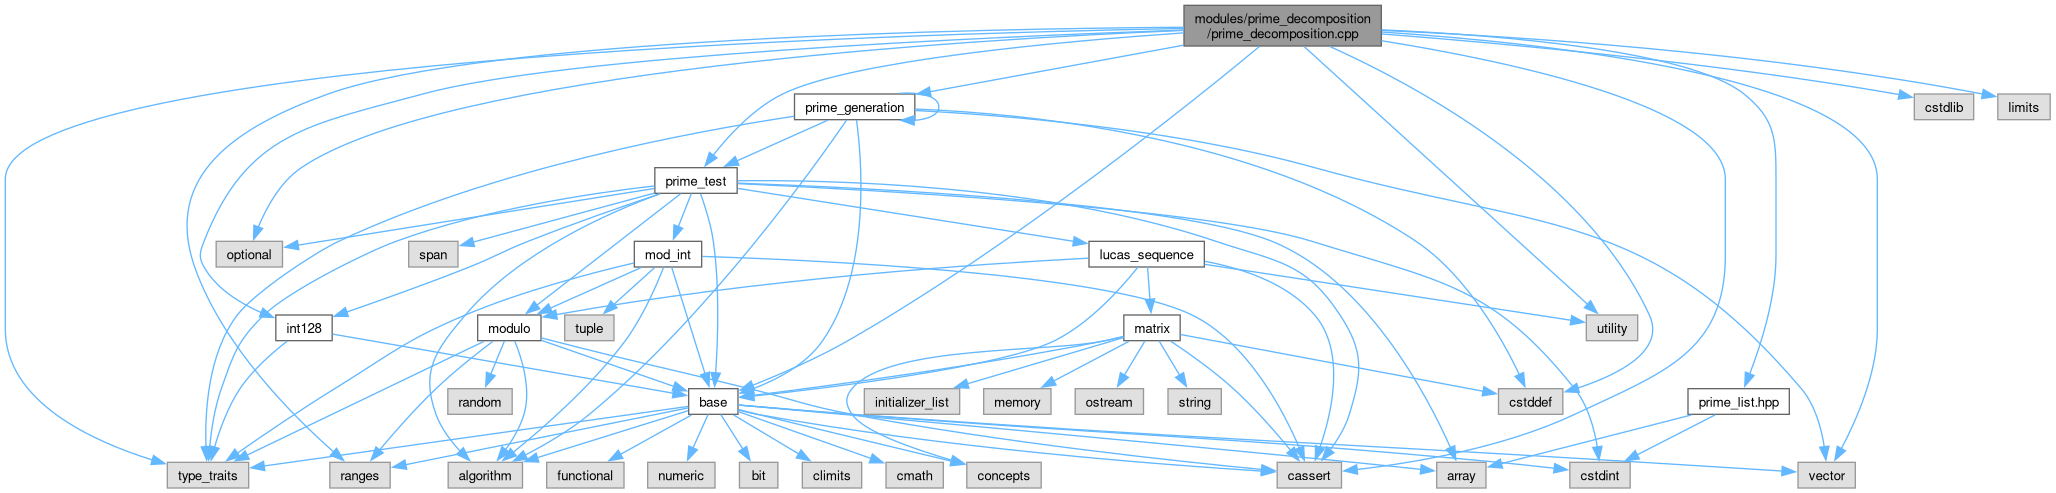 modules/prime_decomposition
/prime_decomposition.cpp
prime_generation
cstdlib
limits
prime_test
optional
span
mod_int
lucas_sequence
int128
modulo
tuple
matrix
utility
random
base
initializer_list
memory
ostream
string
cstddef
prime_list.hpp
type_traits
ranges
algorithm
functional
numeric
bit
climits
cmath
concepts
cassert
array
cstdint
vector